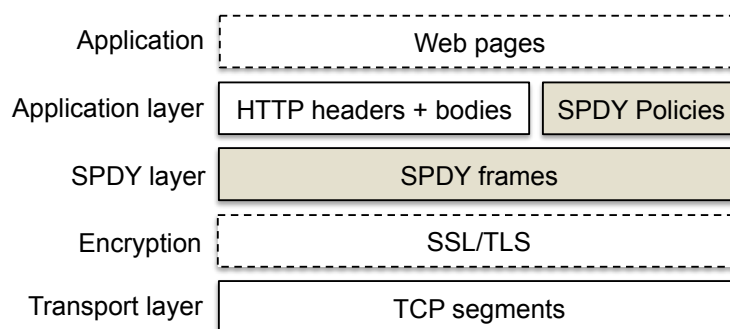 Application Web pages
Application layer HTTP headers + bodies SPDY Policies
SPDY layer SPDY frames
Encryption SSL/TLS
Transport layer TCP segments